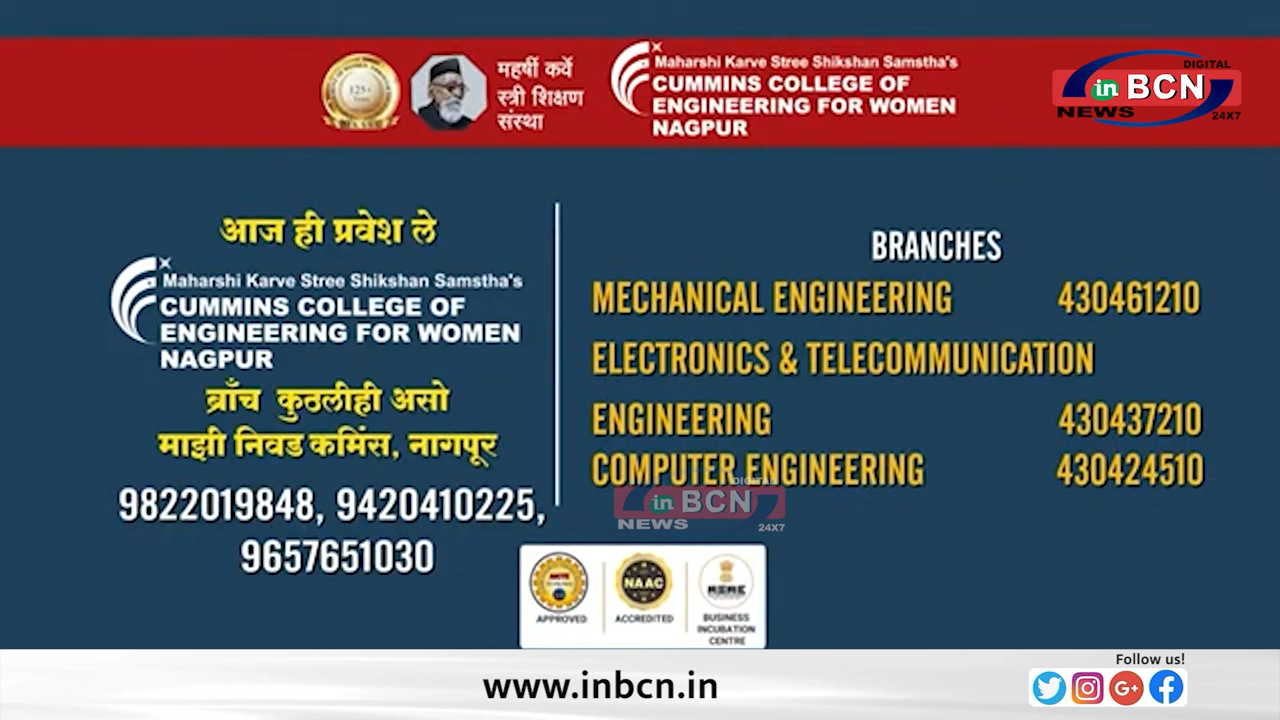 महर्षी कर्वे
स्त्री शिक्षण
संस्था
Maharshi Karve Stree Shikshan Samstha's
CUMMINS COLLEGE OF
ENGINEERING FOR WOMEN
NAGPUR
DIGITAL
in BCN
NEWS 24X7
आज ही प्रवेश ले
Maharshi Karve Stree Shikshan Samstha's
CUMMINS COLLEGE OF
ENGINEERING FOR WOMEN
NAGPUR
ब्राँच कुठलीही असो
माझी निवड कमिंस, नागपूर
9822019848, 9420410225,
9657651030
BRANCHES
MECHANICAL ENGINEERING 430461210
ELECTRONICS & TELECOMMUNICATION
ENGINEERING 430437210
COMPUTER ENGINEERING 430424510
DIGITAL
in BCN
NEWS 24X7
APPROVED
NAAC
ACCREDITED
BUSINESS
INCUBATION
CENTRE
www.inbcn.in
Follow us!